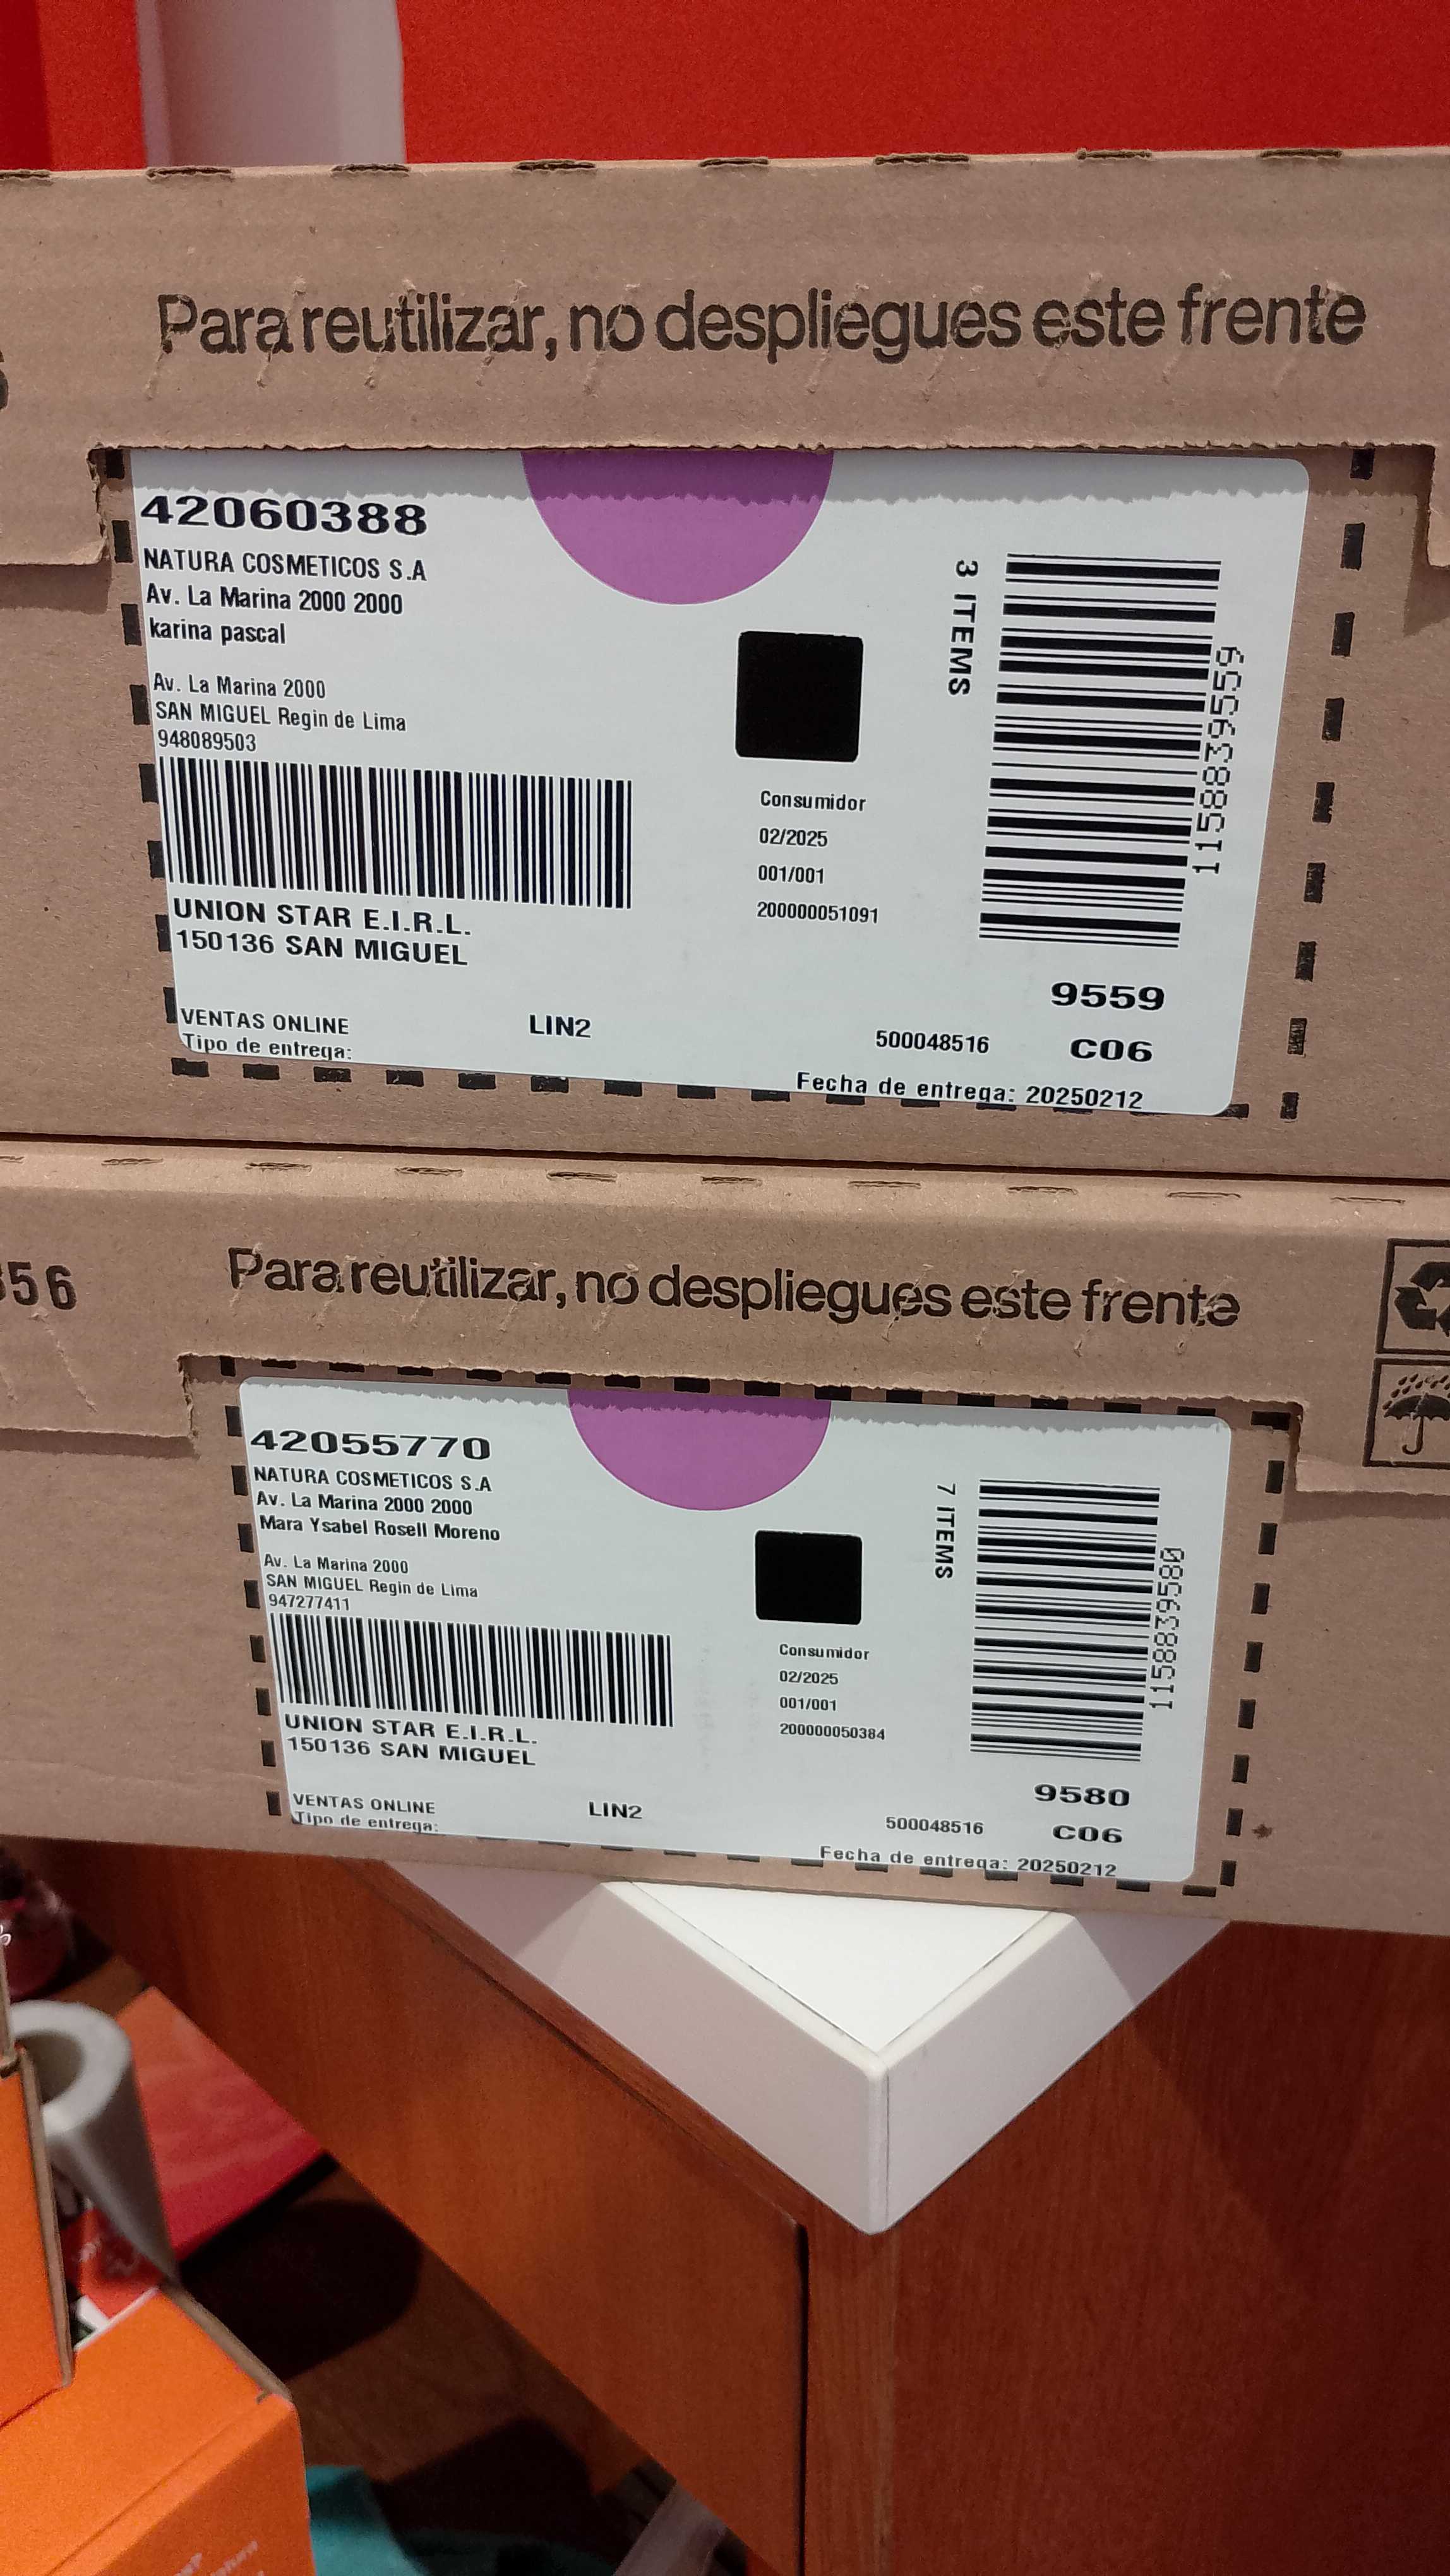 Para reutilizar, no despliegues este frente
42060388
NATURA COSMETICOS S.A
Av. La Marina 2000 2000
karina pascal
Av. La Marina 2000
SAN MIGUEL Regin de Lima
948089503
UNION STAR E.I.R.L.
150136 SAN MIGUEL
VENTAS ONLINE
Tipo de entrega:
LIN2
3 ITEMS
Consumidor
02/2025
001/001
200000051091
1158839559
9559
500048516
C06
Fecha de entrega: 20250212
56
Para reutilizar, no despliegues este frente
42055770
NATURA COSMETICOS S.A
Av. La Marina 2000 2000
Mara Ysabel Rosell Moreno
Av. La Marina 2000
SAN MIGUEL Regin de Lima
947277411
UNION STAR E.I.R.L.
150136 SAN MIGUEL
VENTAS ONLINE
Tipo de entrega:
LIN2
7 ITEMS
Consumidor
02/2025
001/001
200000050384
1158839580
9580
500048516
C06
Fecha de entrega: 20250212